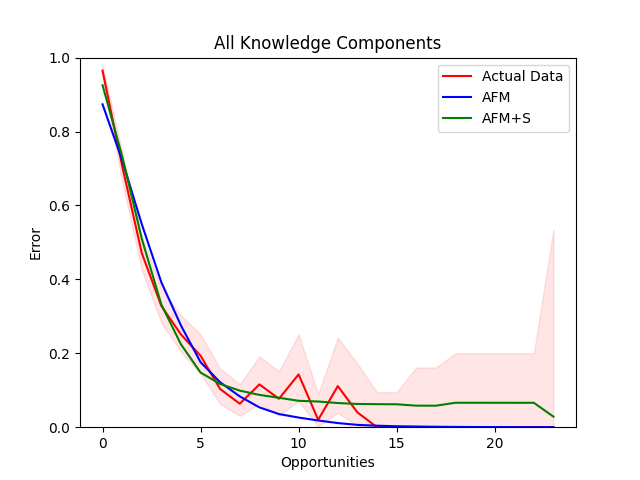 All Knowledge Components
1.0
0.8
0.6
0.4
0.2
0.0
Error
0
5
10
15
20
Opportunities
Actual Data
AFM
AFM+S